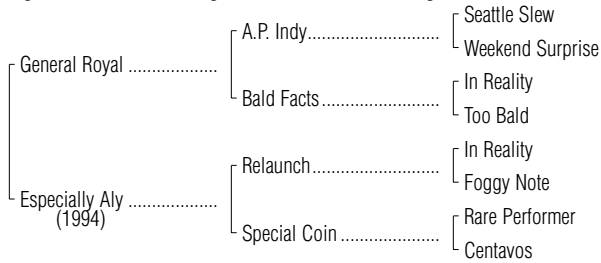 Seattle Slew
A.P. Indy
Weekend Surprise
General Royal
In Reality
Bald Facts
Too Bald
In Reality
Relaunch
Foggy Note
Especially Aly
(1994)
Rare Performer
Special Coin
Centavos